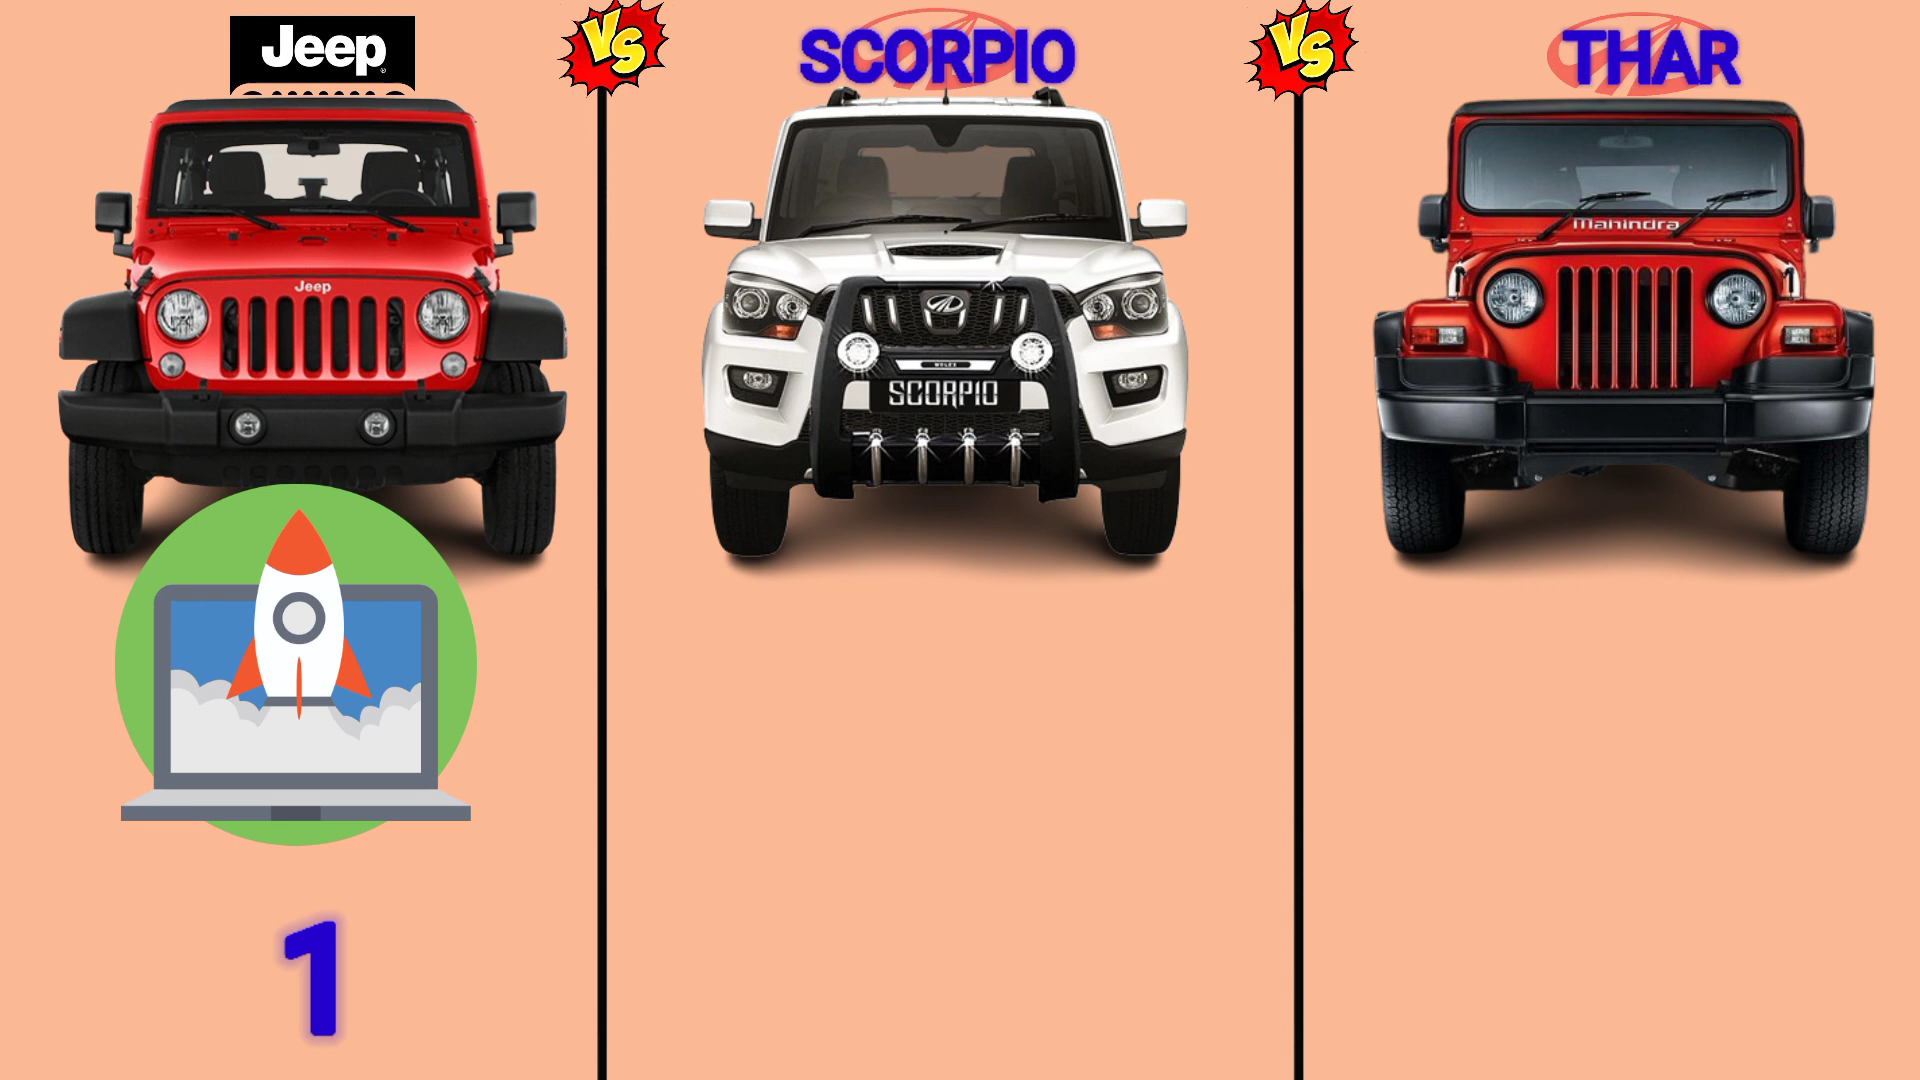 Jeep
VS
SCORPIO
VS
THAR
Jeep
SCORPIO
Mahindra
1